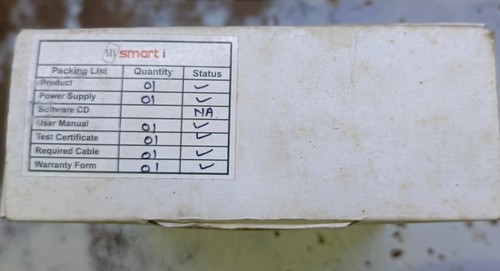 smart i
Packing List Quantity Status
Product 01 ✓
Power Supply 01 ✓
Software CD NA
User Manual 01 ✓
Test Certificate 01 ✓
Required Cable 01 ✓
Warranty Form 01 ✓